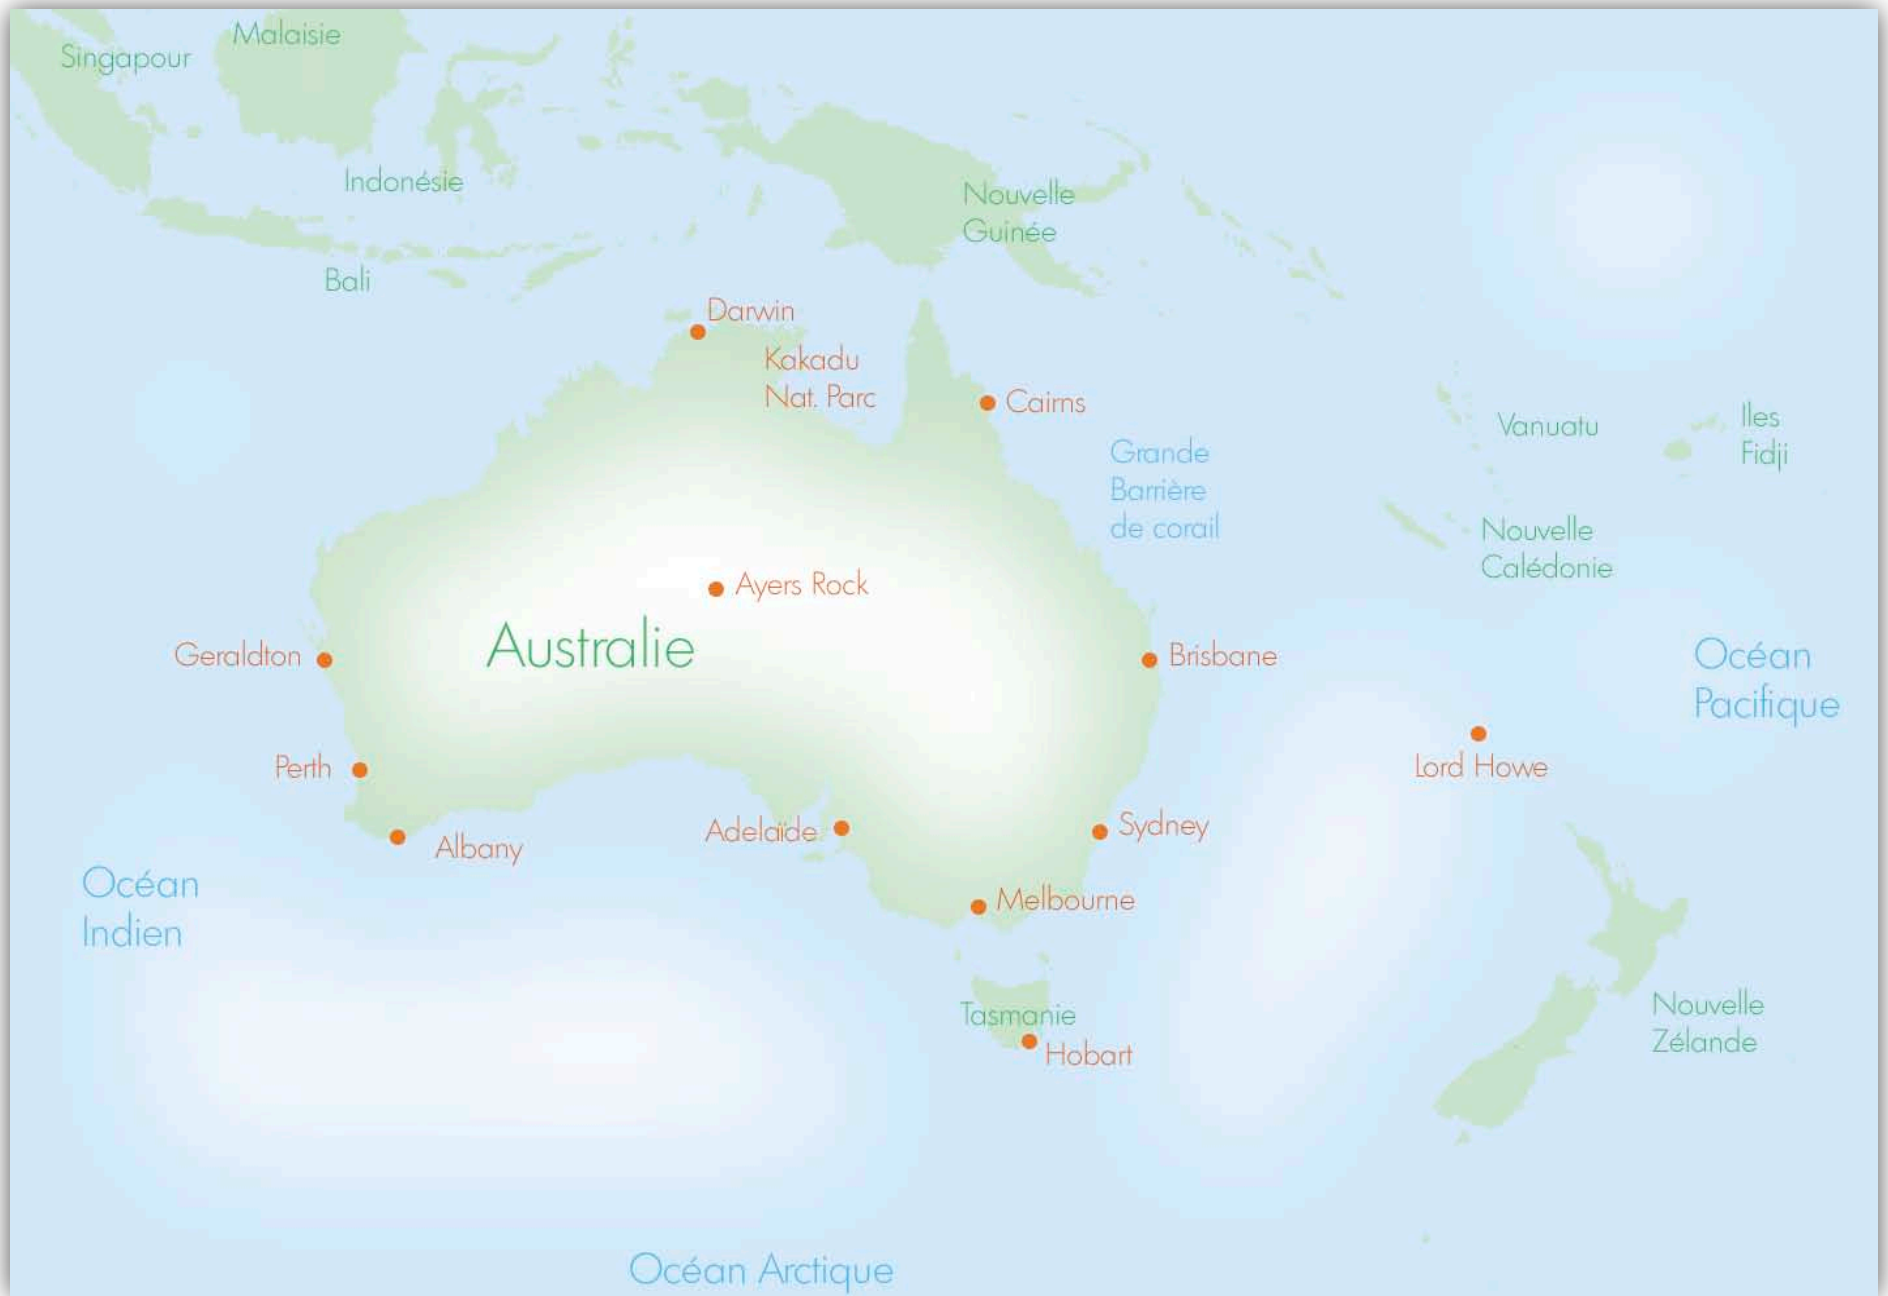 Malaisie
Singapour
Indonésie
Nouvelle
Guinée
Bali
Darwin
Kakadu
Nat. Parc
Cairns
Grande
Barrière
de corail
Vanuatu
Iles
Fidji
Nouvelle
Calédonie
Ayers Rock
Australie
Geraldton
Brisbane
Océan
Pacifique
Lord Howe
Perth
Albany
Adelaïde
Sydney
Melbourne
Océan
Indien
Tasmanie
Hobart
Nouvelle
Zélande
Océan Arctique